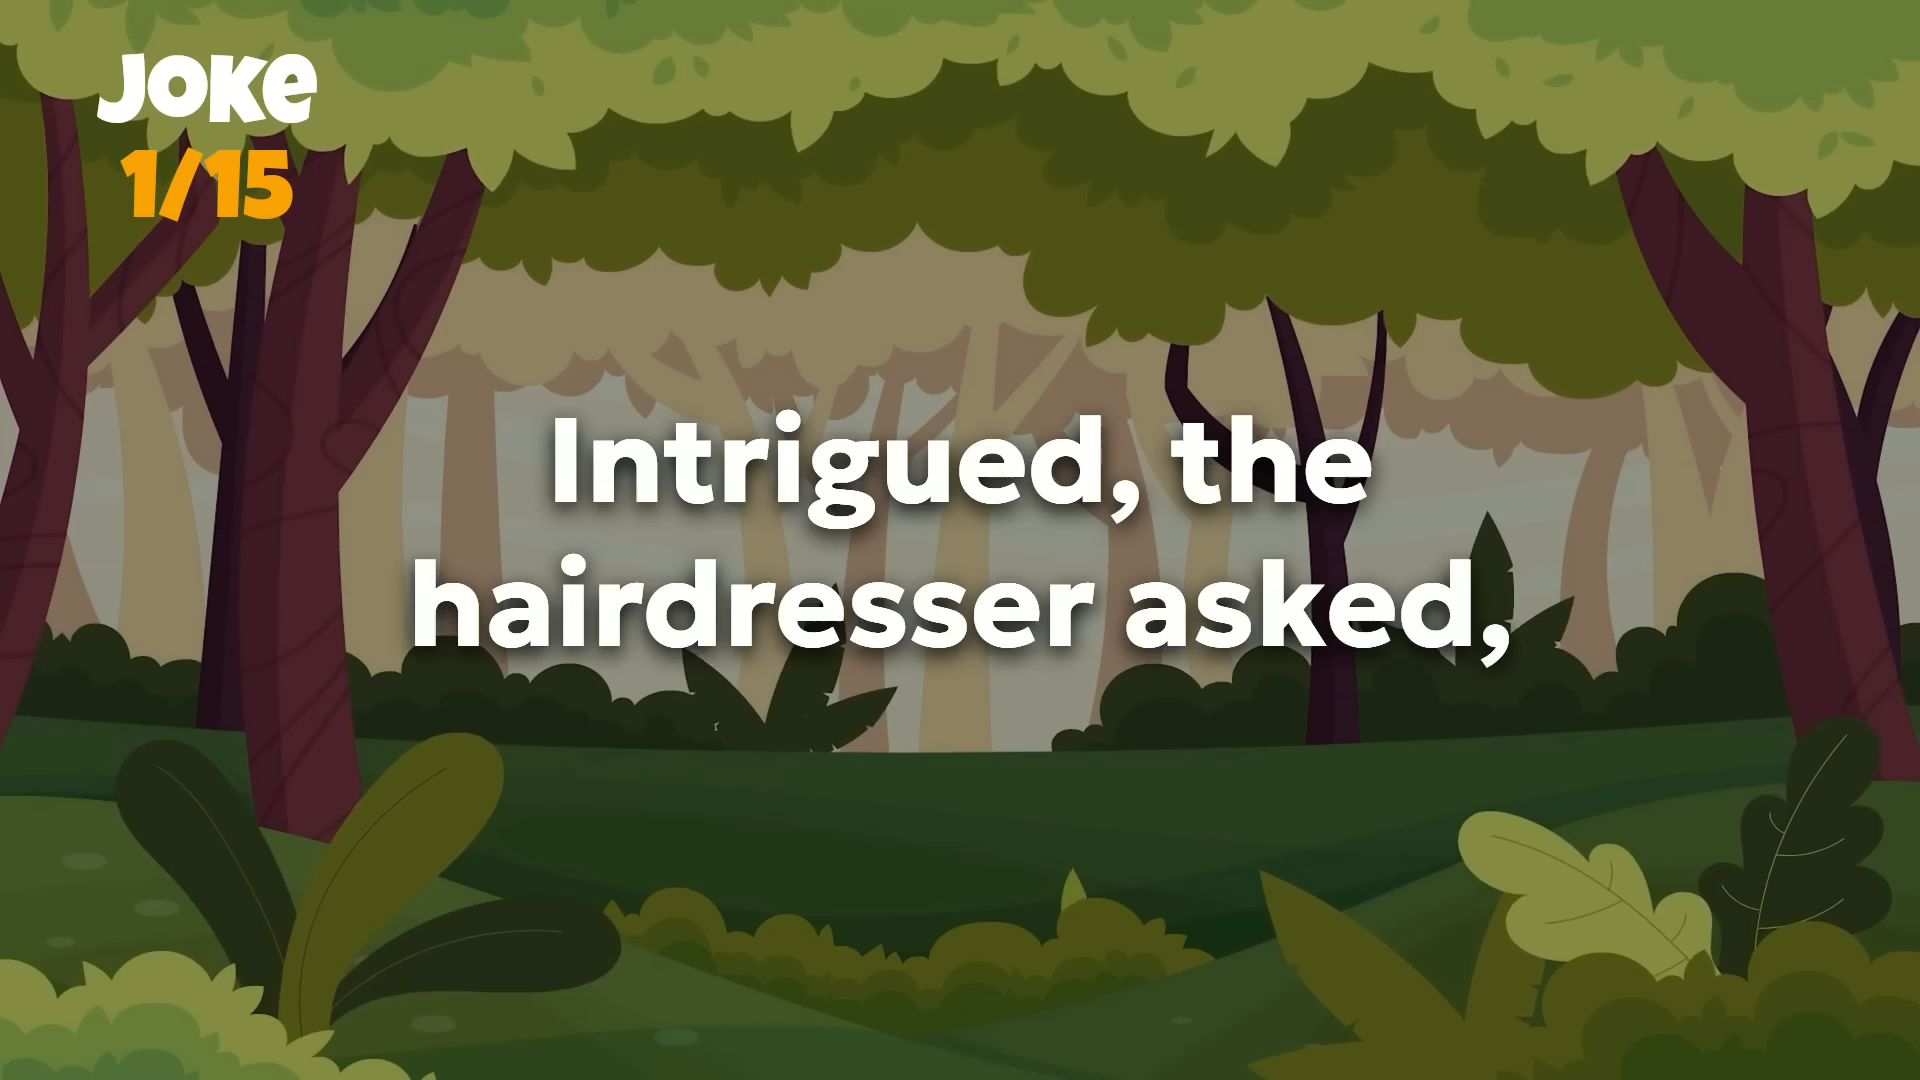 JOKE
1/15
Intrigued, the
hairdresser asked,